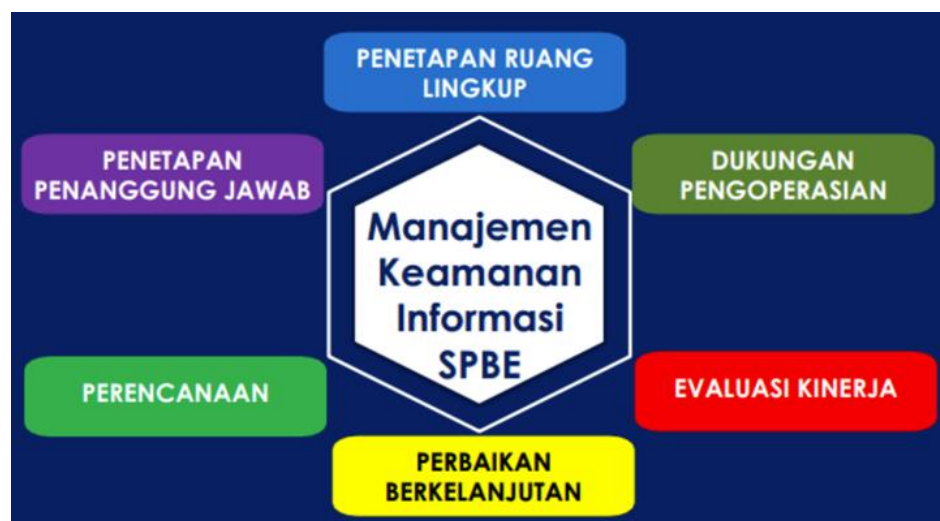 PENETAPAN RUANG
LINGKUP
PENETAPAN
PENANGGUNG JAWAB
DUKUNGAN
PENGOPERASIAN
Manajemen
Keamanan
Informasi
SPBE
PERENCANAAN
EVALUASI KINERJA
PERBAIKAN
BERKELANJUTAN